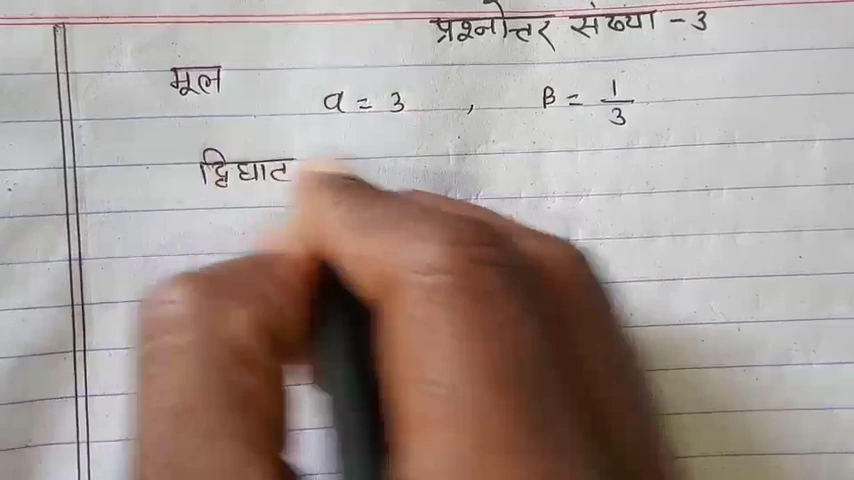 प्रश्नोत्तर संख्या - 3
मूल α = 3 , β = 1/3
द्विघात